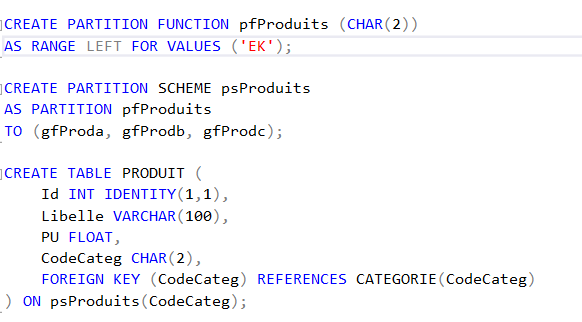 CREATE PARTITION FUNCTION pfProduits (CHAR(2))
AS RANGE LEFT FOR VALUES ('EK');
CREATE PARTITION SCHEME psProduits
AS PARTITION pfProduits
TO (gfProda, gfProdb, gfProdc);
CREATE TABLE PRODUIT (
Id INT IDENTITY(1,1),
Libelle VARCHAR(100),
PU FLOAT,
CodeCateg CHAR(2),
FOREIGN KEY (CodeCateg) REFERENCES CATEGORIE(CodeCateg)
) ON psProduits(CodeCateg);